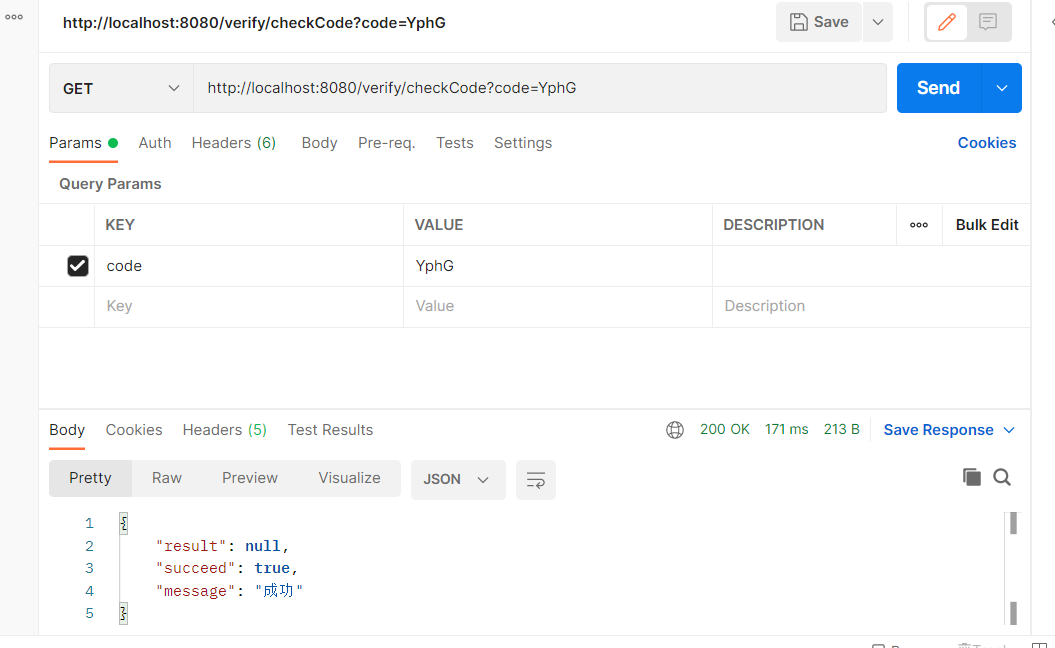 http://localhost:8080/verify/checkCode?code=YphG
Save
GET http://localhost:8080/verify/checkCode?code=YphG Send
Params Auth Headers (6) Body Pre-req. Tests Settings Cookies
Query Params
KEY VALUE DESCRIPTION ooo Bulk Edit
code YphG
Key Value Description
Body Cookies Headers (5) Test Results 200 OK 171 ms 213 B Save Response
Pretty Raw Preview Visualize JSON
1 {
2 "result": null,
3 "succeed": true,
4 "message": "成功"
5 }